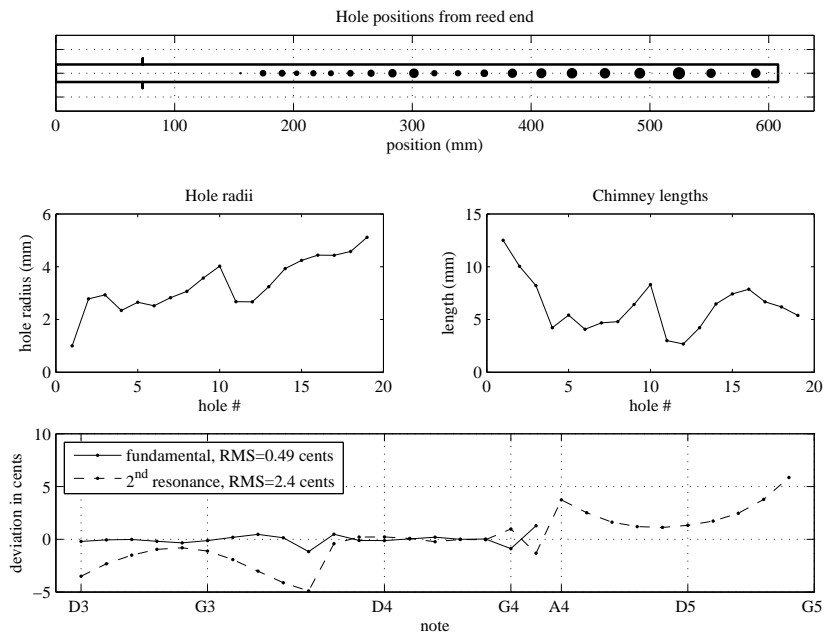 Hole positions from reed end
0 100 200 300 400 500 600
position (mm)
Hole radii
6
4
2
0
hole radius (mm)
0 5 10 15 20
hole #
Chimney lengths
15
10
5
0
length (mm)
0 5 10 15 20
hole #
10
5
0
−5
deviation in cents
fundamental, RMS=0.49 cents
2nd resonance, RMS=2.4 cents
D3 G3 D4 G4 A4 D5 G5
note